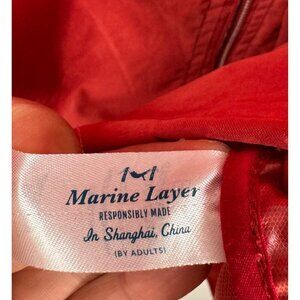 Marine Layer
RESPONSIBLY MADE
In Shanghai, China
(BY ADULTS)